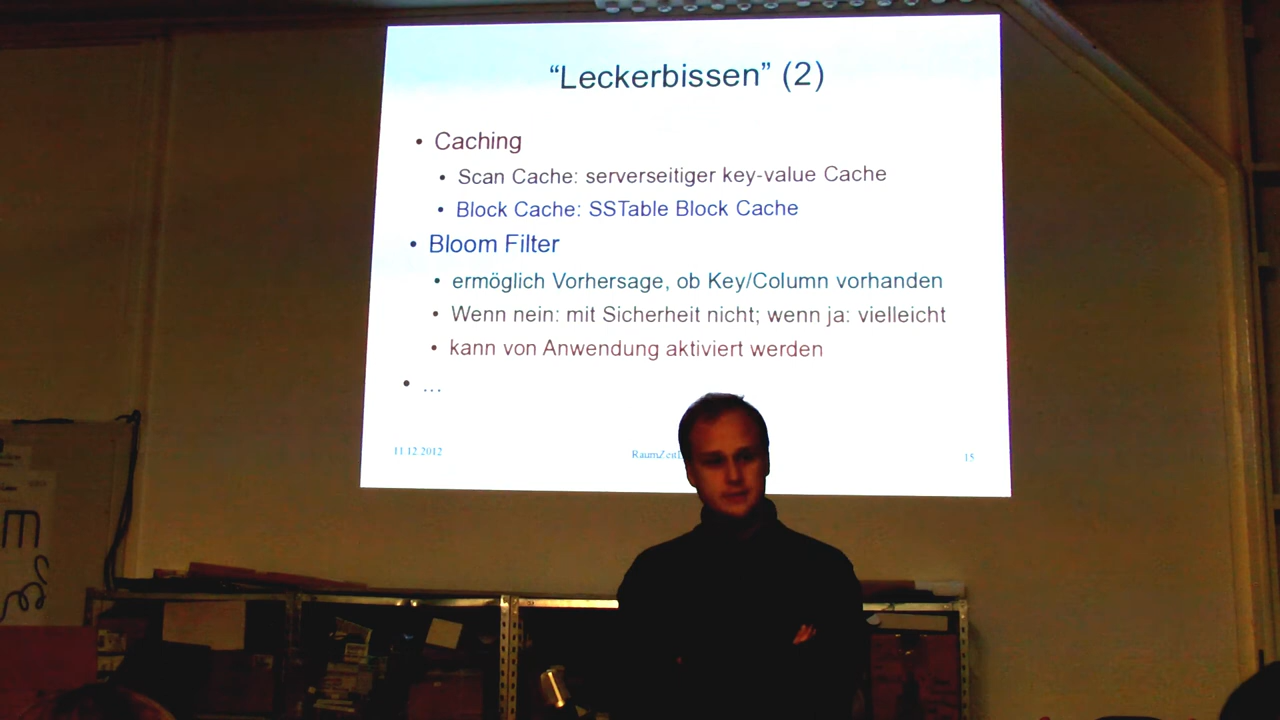 “Leckerbissen” (2)
• Caching
• Scan Cache: serverseitiger key-value Cache
• Block Cache: SSTable Block Cache
• Bloom Filter
• ermöglich Vorhersage, ob Key/Column vorhanden
• Wenn nein: mit Sicherheit nicht; wenn ja: vielleicht
• kann von Anwendung aktiviert werden
• ...
11.12.2012
15